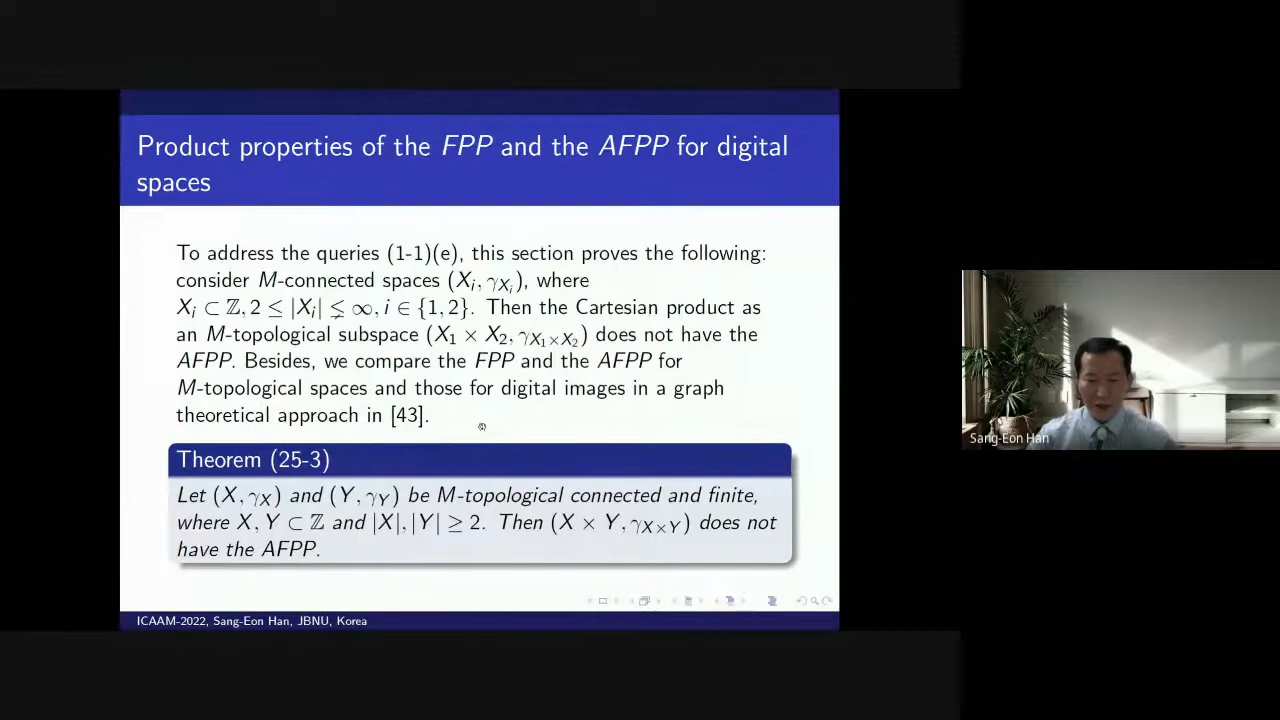 Product properties of the FPP and the AFPP for digital
spaces
To address the queries (1-1)(e), this section proves the following:
consider M-connected spaces (X_i, γ_{X_i}), where
X_i ⊂ ℤ, 2 ≤ |X_i| ≨ ∞, i ∈ {1, 2}. Then the Cartesian product as
an M-topological subspace (X_1 × X_2, γ_{X_1×X_2}) does not have the
AFPP. Besides, we compare the FPP and the AFPP for
M-topological spaces and those for digital images in a graph
theoretical approach in [43].
Theorem (25-3)
Let (X, γ_X) and (Y, γ_Y) be M-topological connected and finite,
where X, Y ⊂ ℤ and |X|, |Y| ≥ 2. Then (X × Y, γ_{X×Y}) does not
have the AFPP.
ICAAM-2022, Sang-Eon Han, JBNU, Korea
Sang-Eon Han